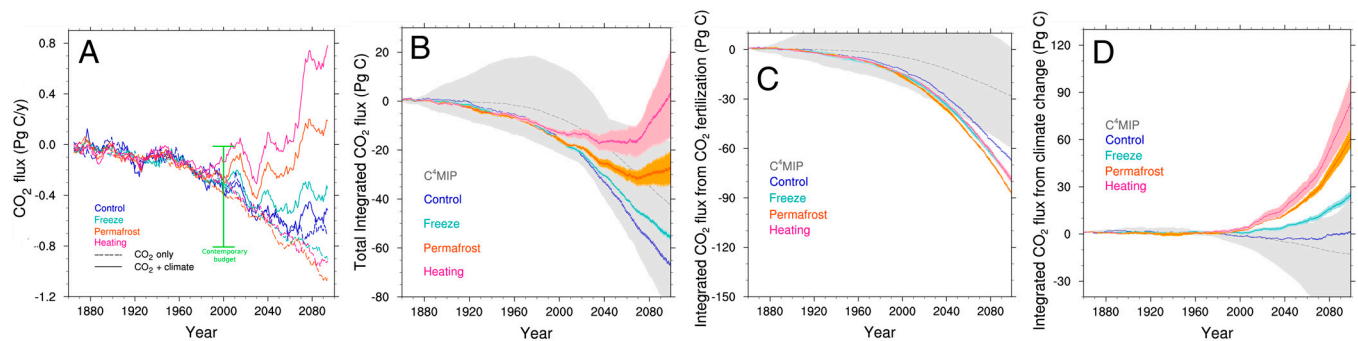 A
CO2 flux (Pg C/y)
0.8
0.4
0.0
-0.4
-0.8
-1.2
Control
Freeze
Permafrost
Heating
CO2 only
CO2 + climate
Contemporary
budget
1880 1920 1960 2000 2040 2080
Year
B
Total Integrated CO2 flux (Pg C)
20
0
-20
-40
-60
-80
C4MIP
Control
Freeze
Permafrost
Heating
1880 1920 1960 2000 2040 2080
Year
C
Integrated CO2 flux from CO2 fertilization (Pg C)
0
-30
-60
-90
-120
-150
C4MIP
Control
Freeze
Permafrost
Heating
1880 1920 1960 2000 2040 2080
Year
D
Integrated CO2 flux from climate change (Pg C)
120
90
60
30
0
-30
C4MIP
Control
Freeze
Permafrost
Heating
1880 1920 1960 2000 2040 2080
Year